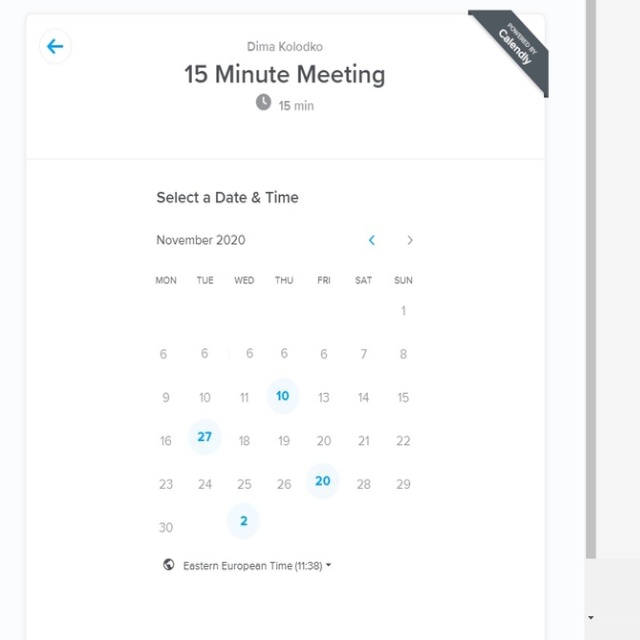 Dima Kolodko
POWERED BY
Calendly
15 Minute Meeting
15 min
Select a Date & Time
November 2020
MON TUE WED THU FRI SAT SUN
1
6 6 6 6 6 7 8
9 10 11 10 13 14 15
16 27 18 19 20 21 22
23 24 25 26 20 28 29
30 2
Eastern European Time (11:38)